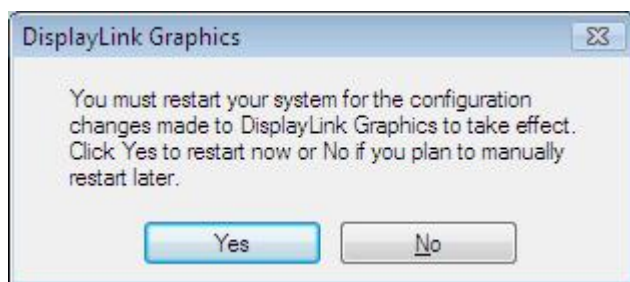 DisplayLink Graphics
You must restart your system for the configuration
changes made to DisplayLink Graphics to take effect.
Click Yes to restart now or No if you plan to manually
restart later.
Yes
No